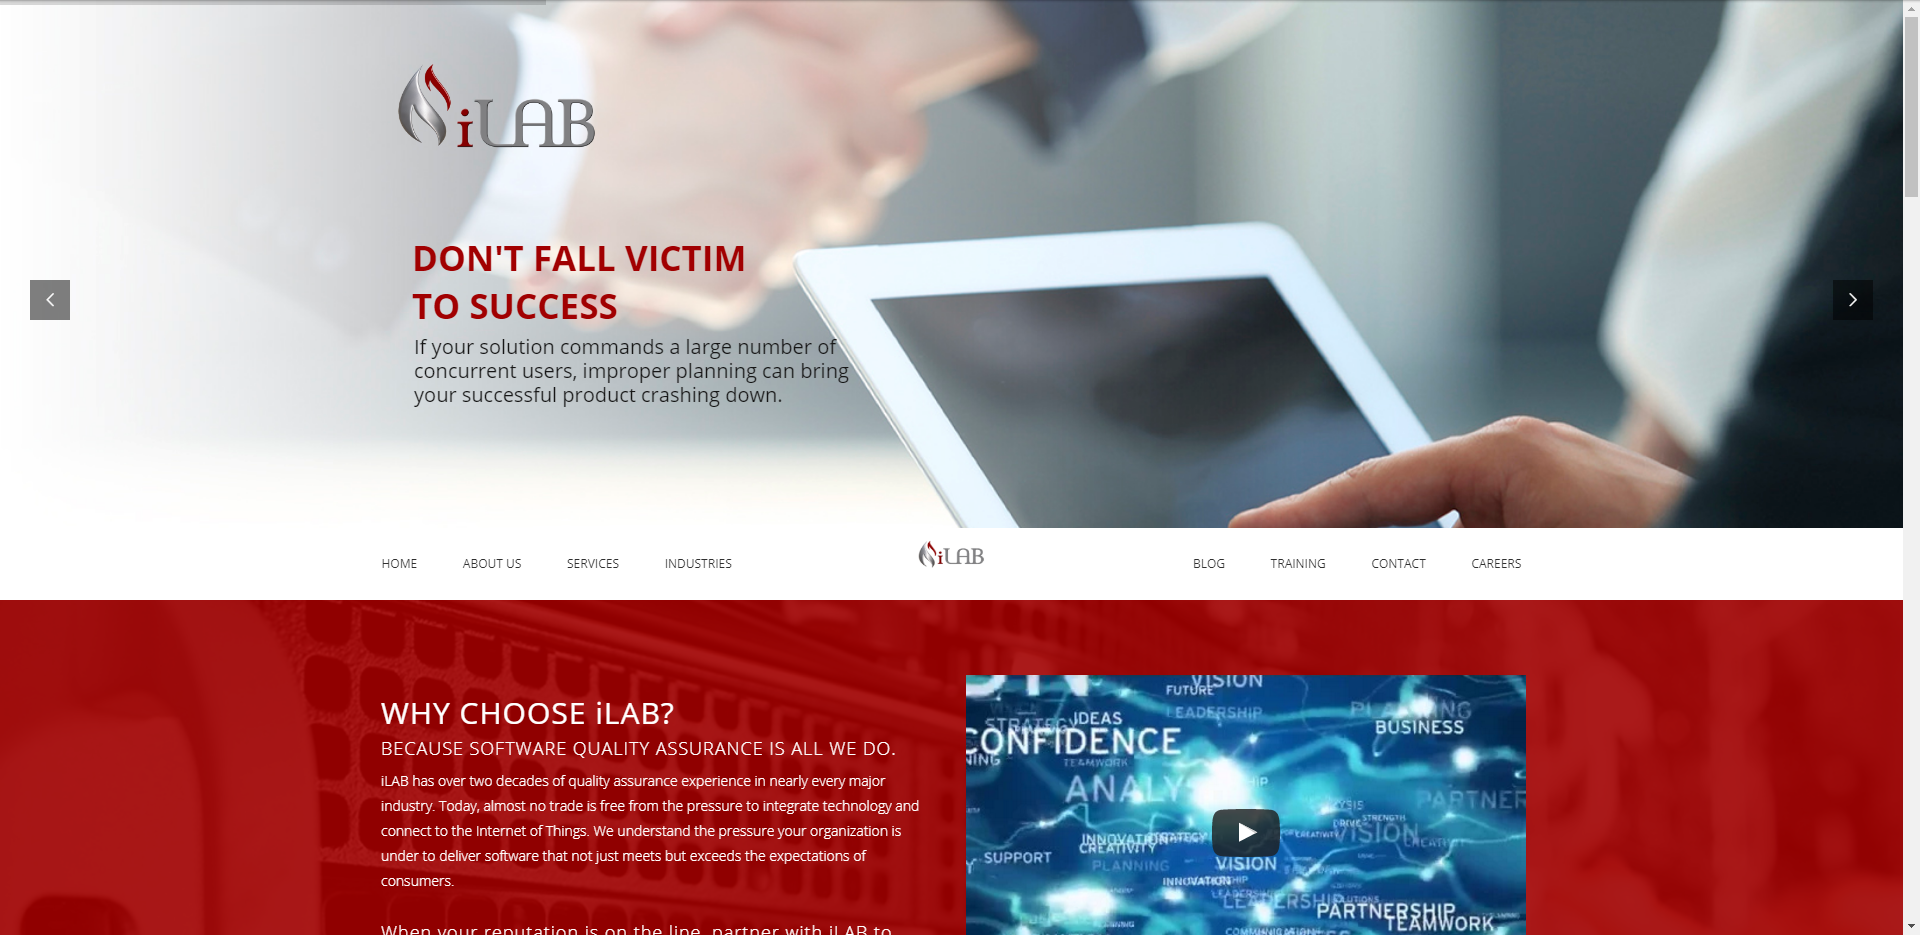 iLAB
DON'T FALL VICTIM
TO SUCCESS
If your solution commands a large number of
concurrent users, improper planning can bring
your successful product crashing down.
HOME ABOUT US SERVICES INDUSTRIES iLAB BLOG TRAINING CONTACT CAREERS
WHY CHOOSE iLAB?
BECAUSE SOFTWARE QUALITY ASSURANCE IS ALL WE DO.
iLAB has over two decades of quality assurance experience in nearly every major
industry. Today, almost no trade is free from the pressure to integrate technology and
connect to the Internet of Things. We understand the pressure your organization is
under to deliver software that not just meets but exceeds the expectations of
consumers.
When your reputation is on the line, partner with iLAB to
VISION
FUTURE
LEADERSHIP
PLANNING
STRATEGY
IDEAS
BUSINESS
CONFIDENCE
TEAMWORK
ANALY
PARTNER
STRENGTH
DRIVE
VISION
INNOVATION
STRATEGY
CREATIVITY
CREATIVITY
SUPPORT
PLANNING
VISION
INNOVATION
LEADERSHIP
PARTNERSHIP
TEAMWORK